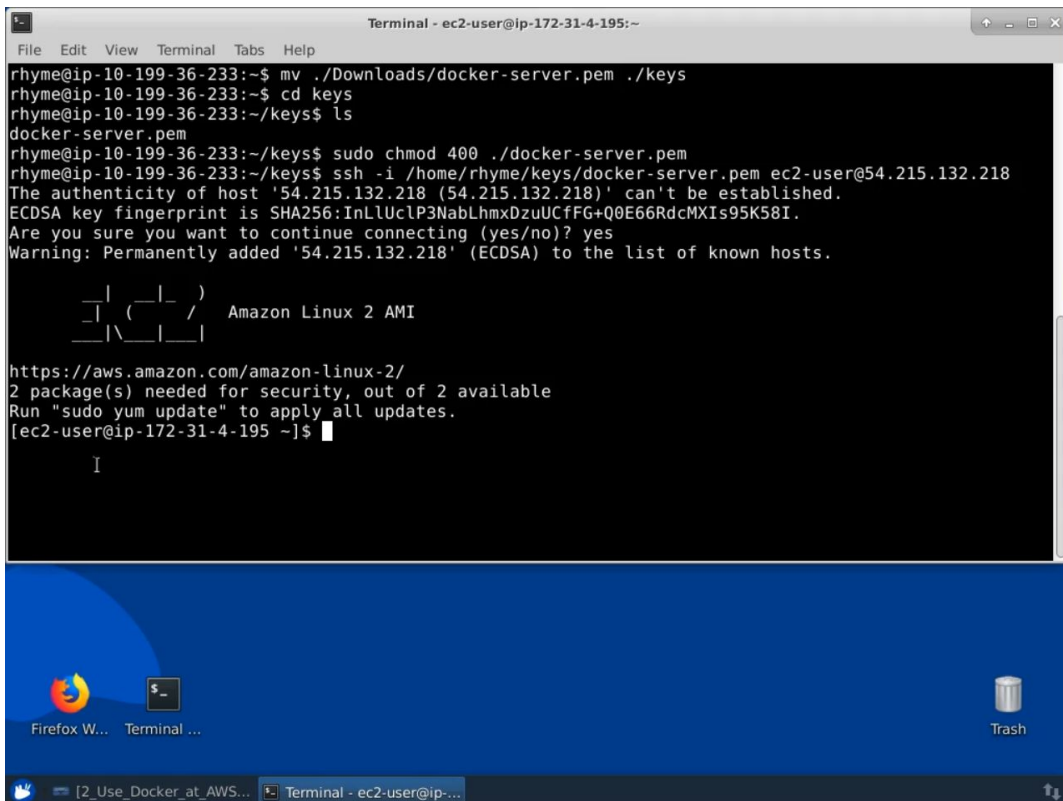 Terminal - ec2-user@ip-172-31-4-195:~
File Edit View Terminal Tabs Help
rhyme@ip-10-199-36-233:~$ mv ./Downloads/docker-server.pem ./keys
rhyme@ip-10-199-36-233:~$ cd keys
rhyme@ip-10-199-36-233:~/keys$ ls
docker-server.pem
rhyme@ip-10-199-36-233:~/keys$ sudo chmod 400 ./docker-server.pem
rhyme@ip-10-199-36-233:~/keys$ ssh -i /home/rhyme/keys/docker-server.pem ec2-user@54.215.132.218
The authenticity of host '54.215.132.218 (54.215.132.218)' can't be established.
ECDSA key fingerprint is SHA256:InLlUclP3NabLhmxDzuUCfFG+Q0E66RdcMXIs95K58I.
Are you sure you want to continue connecting (yes/no)? yes
Warning: Permanently added '54.215.132.218' (ECDSA) to the list of known hosts.
__|  __|_  )
_|  (     /   Amazon Linux 2 AMI
___|\___|___|
https://aws.amazon.com/amazon-linux-2/
2 package(s) needed for security, out of 2 available
Run "sudo yum update" to apply all updates.
[ec2-user@ip-172-31-4-195 ~]$
$_
Firefox W... Terminal ... Trash
[2_Use_Docker_at_AWS... Terminal - ec2-user@ip-...